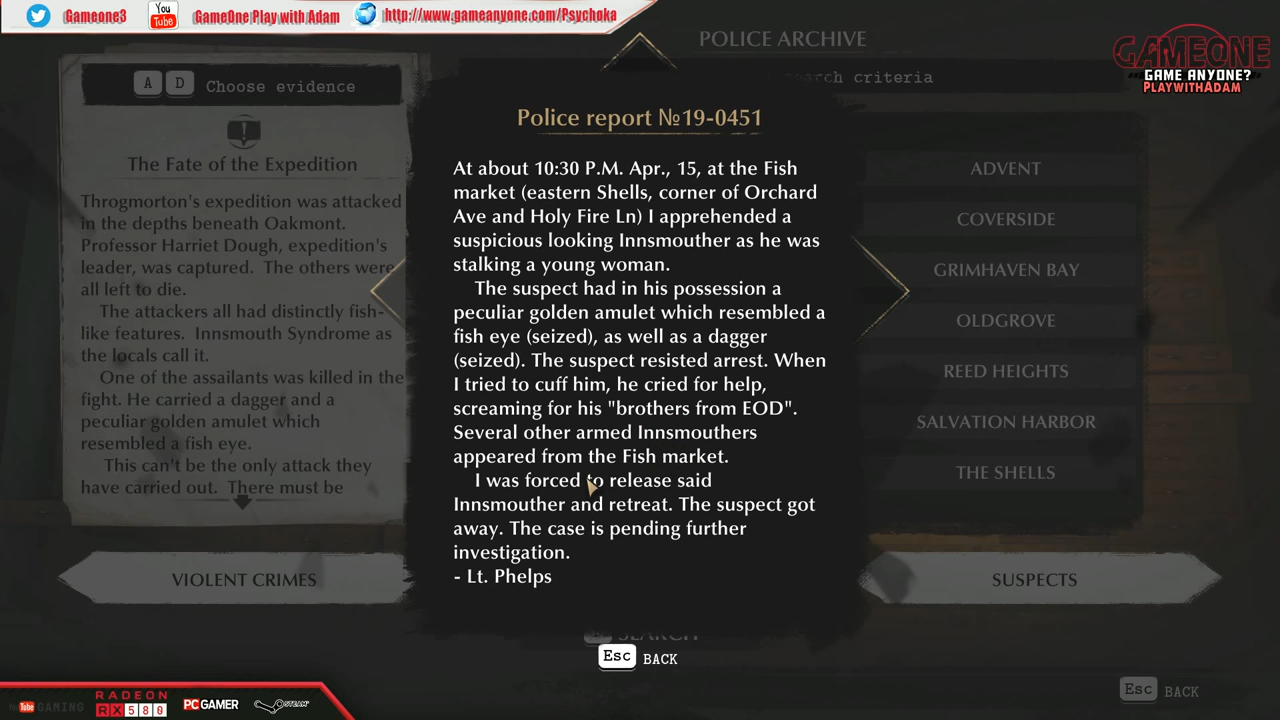 Gameone3
You
Tube
GameOne Play with Adam
http://www.gameanyone.com/Psychoka
GAMEONE
GAME ANYONE?
PLAYWITHADAM
POLICE ARCHIVE
A D Choose evidence
search criteria
The Fate of the Expedition
Throgmorton's expedition was attacked
in the depths beneath Oakmont.
Professor Harriet Dough, expedition's
leader, was captured. The others were
all left to die.
The attackers all had distinctly fish-
like features. Innsmouth Syndrome as
the locals call it.
One of the assailants was killed in the
fight. He carried a dagger and a
peculiar golden amulet which
resembled a fish eye.
This can't be the only attack they
have carried out. There must be
VIOLENT CRIMES
Police report №19-0451
At about 10:30 P.M. Apr., 15, at the Fish
market (eastern Shells, corner of Orchard
Ave and Holy Fire Ln) I apprehended a
suspicious looking Innsmouther as he was
stalking a young woman.
The suspect had in his possession a
peculiar golden amulet which resembled a
fish eye (seized), as well as a dagger
(seized). The suspect resisted arrest. When
I tried to cuff him, he cried for help,
screaming for his "brothers from EOD".
Several other armed Innsmouthers
appeared from the Fish market.
I was forced to release said
Innsmouther and retreat. The suspect got
away. The case is pending further
investigation.
- Lt. Phelps
ADVENT
COVERSIDE
GRIMHAVEN BAY
OLDGROVE
REED HEIGHTS
SALVATION HARBOR
THE SHELLS
SUSPECTS
SEARCH
Esc BACK
Esc BACK
YouTube GAMING
RADEON
RX 580
PC GAMER
STEAM